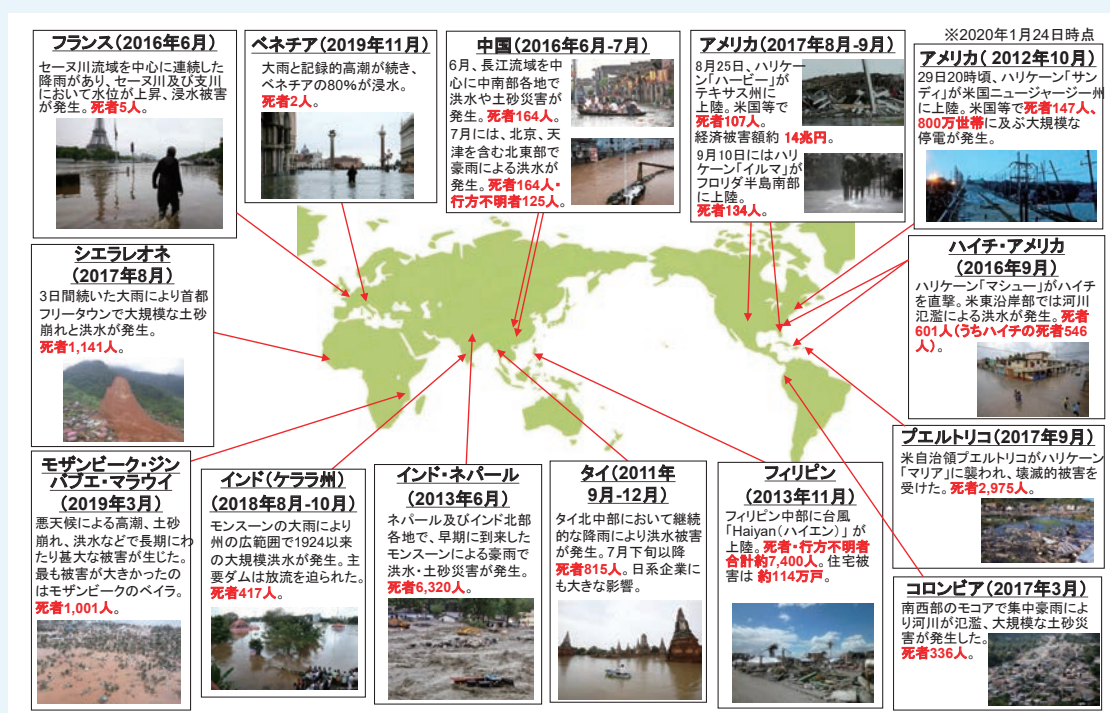 ※2020年1月24日時点
フランス(2016年6月)
セーヌ川流域を中心に連続した
降雨があり、セーヌ川及び支川
において水位が上昇、浸水被害
が発生。死者5人。
ベネチア(2019年11月)
大雨と記録的高潮が続き、
ベネチアの80%が浸水。
死者2人。
中国(2016年6月-7月)
6月、長江流域を中
心に中南部各地で
洪水や土砂災害が
発生。死者164人。
7月には、北京、天
津を含む北東部で
豪雨による洪水が
発生。死者164人・
行方不明者125人。
アメリカ(2017年8月-9月)
8月25日、ハリケー
ン「ハービー」がテ
キサス州に
上陸。米国等で
死者107人。
経済被害額約 14兆円。
9月10日にはハリ
ケーン「イルマ」が
フロリダ半島南部
に上陸。
死者134人。
アメリカ( 2012年10月)
29日20時頃、ハリケーン「サン
ディ」が米国ニュージャージー州
に上陸。米国等で死者147人、
800万世帯に及ぶ大規模な
停電が発生。
シエラレオネ
(2017年8月)
3日間続いた大雨により首都
フリータウンで大規模な土砂
崩れと洪水が発生。
死者1,141人。
ハイチ・アメリカ
(2016年9月)
ハリケーン「マシュー」がハイチ
を直撃。米東沿岸部では河川
氾濫による洪水が発生。死者
601人(うちハイチの死者546
人)。
プエルトリコ(2017年9月)
米自治領プエルトリコがハリケーン
「マリア」に襲われ、壊滅的被害を
受けた。死者2,975人。
モザンビーク・ジン
バブエ・マラウイ
(2019年3月)
悪天候による高潮、土砂
崩れ、洪水などで長期にわ
たり甚大な被害が生じた。
最も被害が大きかったの
はモザンビークのベイラ。
死者1,001人。
インド(ケララ州)
(2018年8月-10月)
モンスーンの大雨により
州の広範囲で1924以来
の大規模洪水が発生。主
要ダムは放流を迫られた。
死者417人。
インド・ネパール
(2013年6月)
ネパール及びインド北部
各地で、早期に到来した
モンスーンによる豪雨で
洪水・土砂災害が発生。
死者6,320人。
タイ(2011年
9月-12月)
タイ北中部において継続
的な降雨により洪水被害
が発生。7月下旬以降
死者815人。日系企業に
も大きな影響。
フィリピン
(2013年11月)
フィリピン中部に台風
「Haiyan(ハイエン)」が
上陸。死者・行方不明者
合計約7,400人。住宅被
害は 約114万戸。
コロンビア(2017年3月)
南西部のモコアで集中豪雨によ
り河川が氾濫、大規模な土砂災
害が発生した。
死者336人。